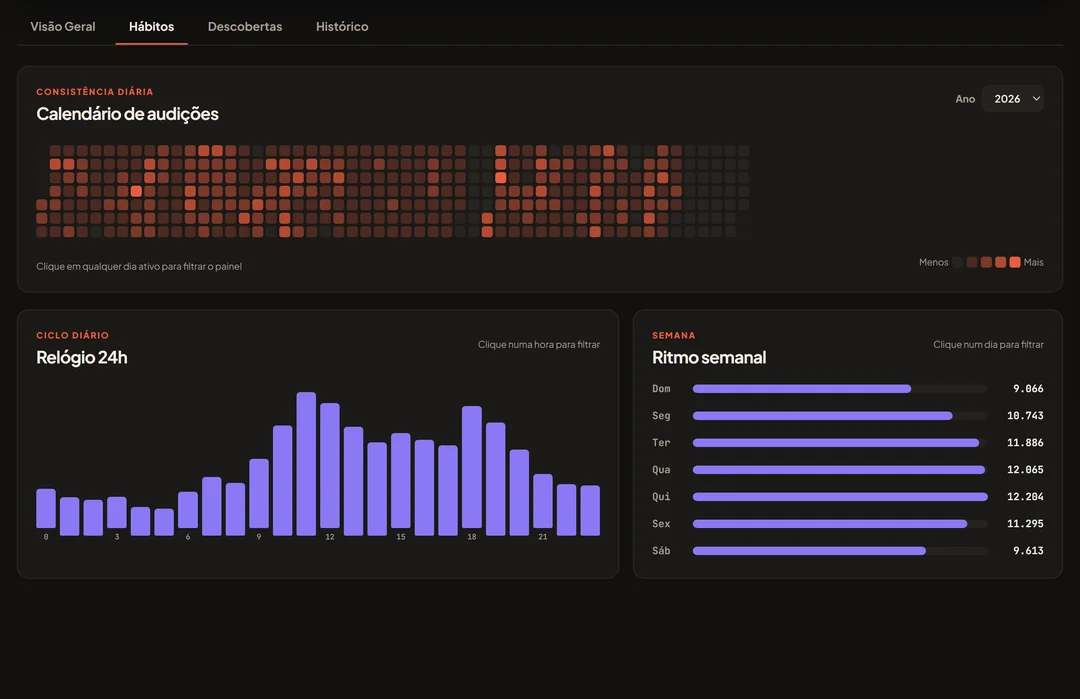 Visão Geral
Hábitos
Descobertas
Histórico
CONSISTÊNCIA DIÁRIA
Calendário de audições
Ano
2026
Clique em qualquer dia ativo para filtrar o painel
Menos
Mais
CICLO DIÁRIO
Relógio 24h
Clique numa hora para filtrar
0
3
6
9
12
15
18
21
SEMANA
Ritmo semanal
Clique num dia para filtrar
Dom 9.066
Seg 10.743
Ter 11.886
Qua 12.065
Qui 12.204
Sex 11.295
Sáb 9.613